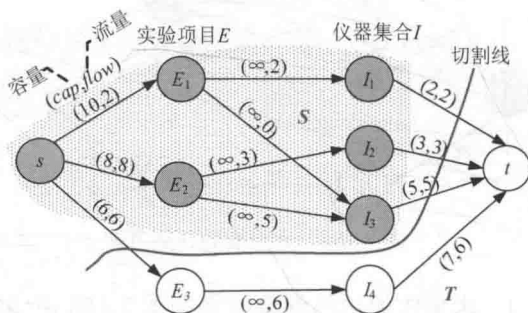 实验项目E
仪器集合I
切割线
流量
容量
(cap,flow)
(10,2)
(8,8)
(6,6)
s
E₁
E₂
E₃
(∞,2)
(∞,0)
S
(∞,3)
(∞,5)
(∞,6)
I₁
I₂
I₃
I₄
(2,2)
(3,3)
(5,5)
(7,6)
t
T